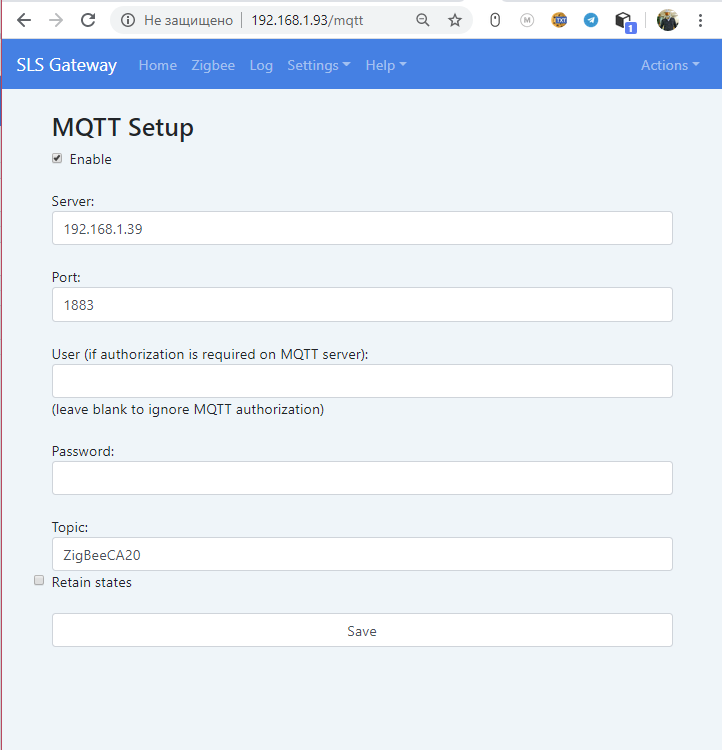 Не защищено 192.168.1.93/mqtt
M TXT 1
SLS Gateway Home Zigbee Log Settings Help Actions
MQTT Setup
Enable
Server:
192.168.1.39
Port:
1883
User (if authorization is required on MQTT server):
(leave blank to ignore MQTT authorization)
Password:
Topic:
ZigBeeCA20
Retain states
Save